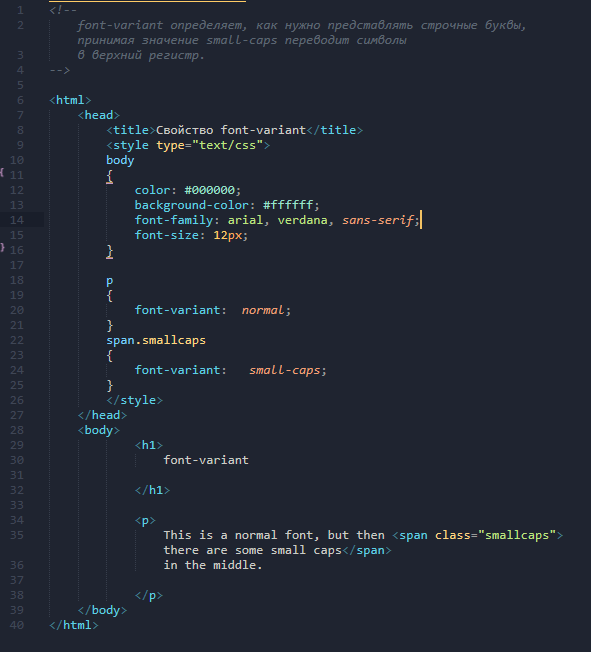 1 <!--
2 font-variant определяет, как нужно представлять строчные буквы,
принимая значение small-caps переводит символы
3 в верхний регистр.
4 -->
5
6 <html>
7 <head>
8 <title>Свойство font-variant</title>
9 <style type="text/css">
10 body
11 {
12 color: #000000;
13 background-color: #ffffff;
14 font-family: arial, verdana, sans-serif;
15 font-size: 12px;
16 }
17
18 p
19 {
20 font-variant:  normal;
21 }
22 span.smallcaps
23 {
24 font-variant:   small-caps;
25 }
26 </style>
27 </head>
28 <body>
29 <h1>
30 font-variant
31
32 </h1>
33
34 <p>
35 This is a normal font, but then <span class="smallcaps">
there are some small caps</span>
36 in the middle.
37
38 </p>
39 </body>
40 </html>